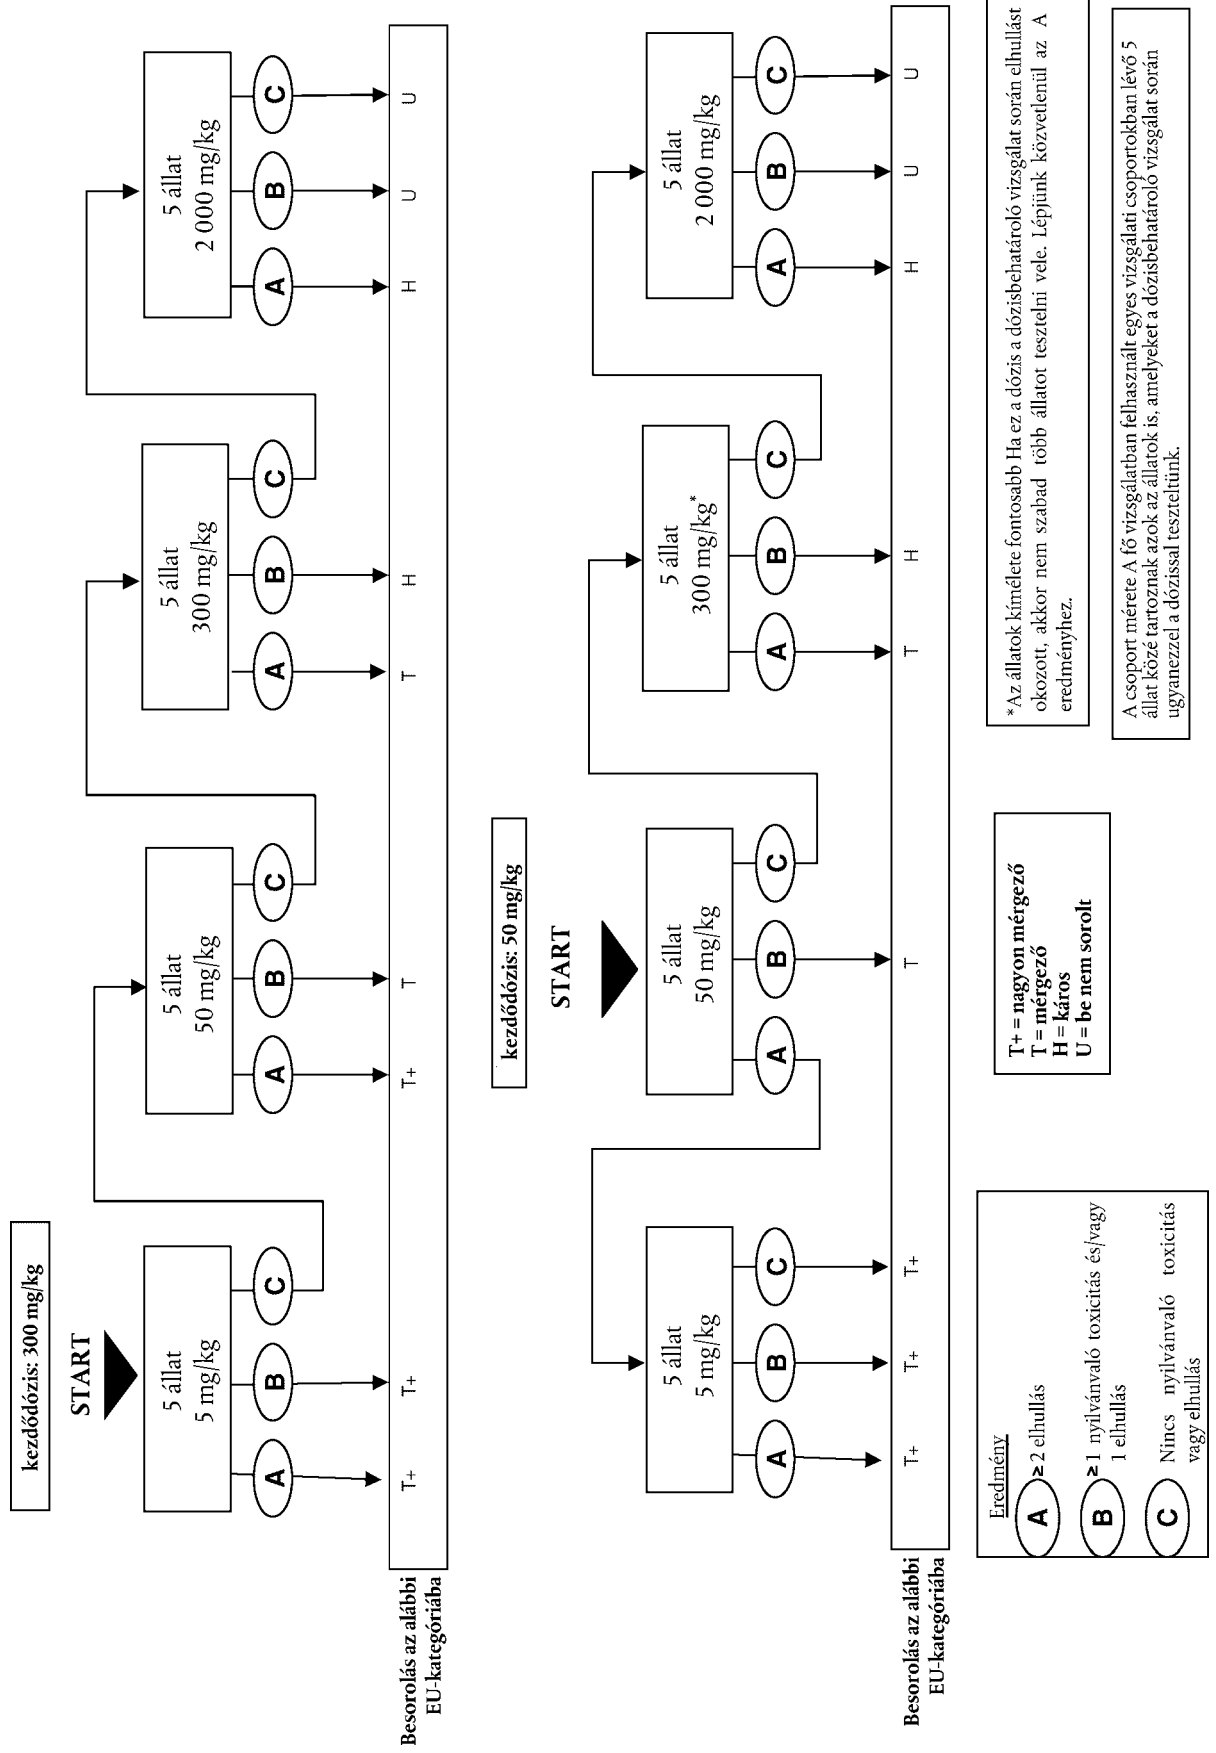 kezdődózis: 300 mg/kg
START
5 állat
5 mg/kg
A
B
C
5 állat
50 mg/kg
A
B
C
5 állat
300 mg/kg
A
B
C
5 állat
2 000 mg/kg
A
B
C
Besorolás az alábbi
EU-kategóriába
T+
T+
T+
T
T
H
H
U
U
kezdődózis: 50 mg/kg
START
5 állat
5 mg/kg
A
B
C
5 állat
50 mg/kg
A
B
C
5 állat
300 mg/kg*
A
B
C
5 állat
2 000 mg/kg
A
B
C
Besorolás az alábbi
EU-kategóriába
T+
T+
T+
T
T
H
H
U
U
Eredmény
A ≥ 2 elhullás
B ≥ 1 nyilvánvaló toxicitás és/vagy
1 elhullás
C Nincs nyilvánvaló toxicitás
vagy elhullás
T+ = nagyon mérgező
T = mérgező
H = káros
U = be nem sorolt
*Az állatok kímélete fontosabb Ha ez a dózis a dózisbehatároló vizsgálat során elhullást
okozott, akkor nem szabad több állatot tesztelni vele. Lépjünk közvetlenül az A
eredményhez.
A csoport mérete A fő vizsgálatban felhasznált egyes vizsgálati csoportokban lévő 5
állat közé tartoznak azok az állatok is, amelyeket a dózisbehatároló vizsgálat során
ugyanezzel a dózissal teszteltünk.